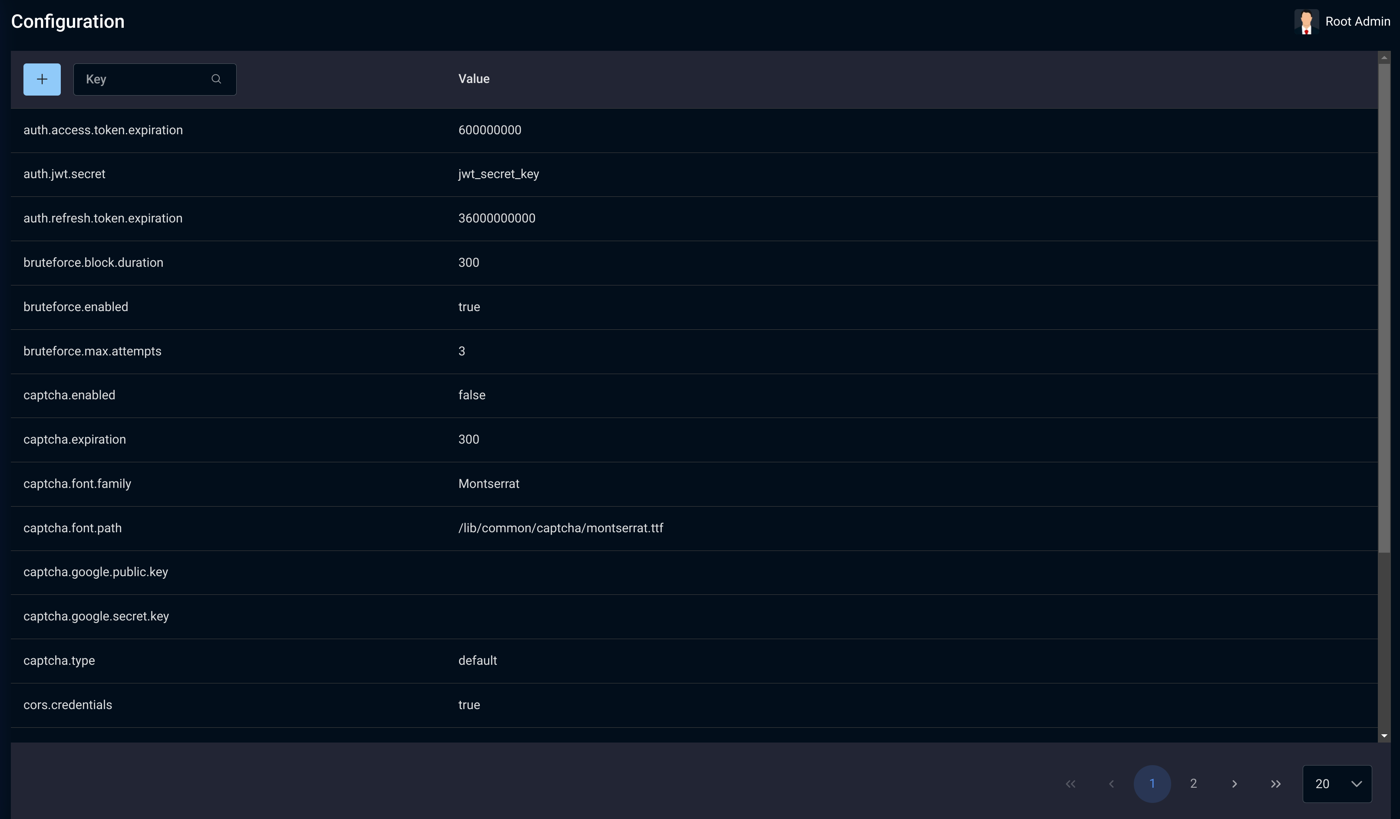 Configuration
Root Admin
+ Key Value
auth.access.token.expiration 600000000
auth.jwt.secret jwt_secret_key
auth.refresh.token.expiration 36000000000
bruteforce.block.duration 300
bruteforce.enabled true
bruteforce.max.attempts 3
captcha.enabled false
captcha.expiration 300
captcha.font.family Montserrat
captcha.font.path /lib/common/captcha/montserrat.ttf
captcha.google.public.key
captcha.google.secret.key
captcha.type default
cors.credentials true
1 2 20